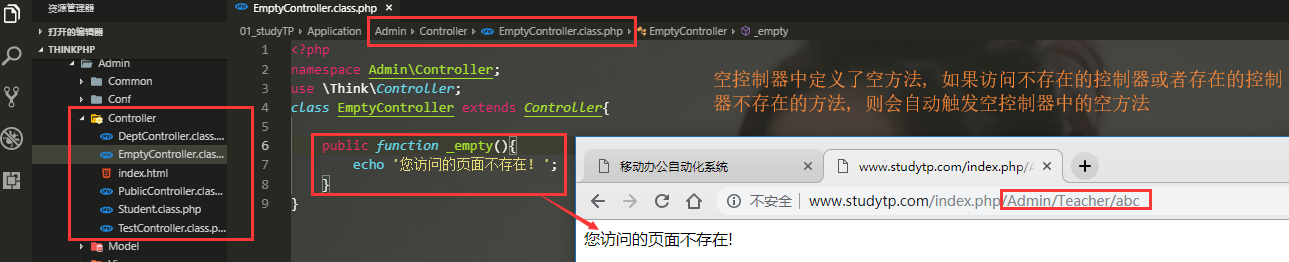 资源管理器
打开的编辑器
THINKPHP
Admin
Common
Conf
Controller
DeptController.class....
EmptyController.clas...
index.html
PublicController.clas...
Student.class.php
TestController.class.p...
Model
EmptyController.class.php ×
01_studyTP ▸ Application ▸ Admin ▸ Controller ▸ EmptyController.class.php ▸ EmptyController ▸ _empty
1 <?php
2 namespace Admin\Controller;
3 use \Think\Controller;
4 class EmptyController extends Controller{
5
6 public function _empty(){
7 echo '您访问的页面不存在! ';
8 }
9 }
空控制器中定义了空方法，如果访问不存在的控制器或者存在的控制
器不存在的方法，则会自动触发空控制器中的空方法
移动办公自动化系统 ×
www.studytp.com/index.php/A ×
不安全 | www.studytp.com/index.php/Admin/Teacher/abc
您访问的页面不存在!